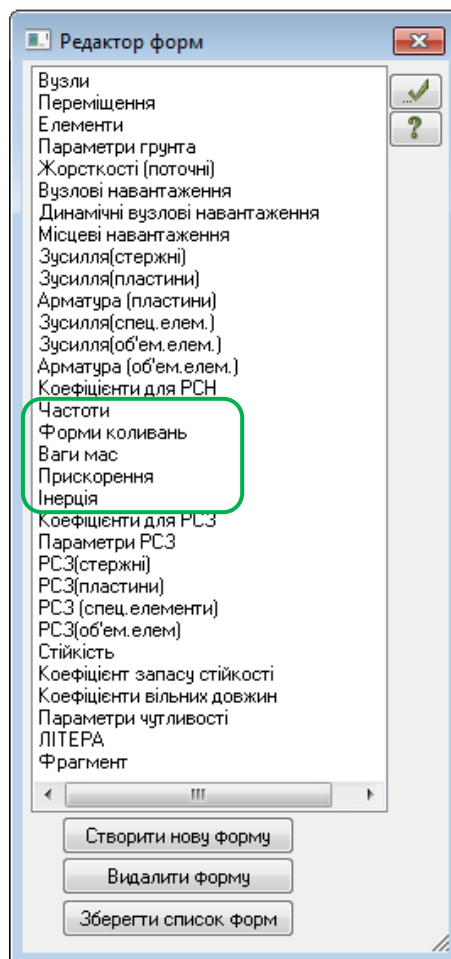 Редактор форм
Вузли
Переміщення
Елементи
Параметри грунта
Жорсткості (поточні)
Вузлові навантаження
Динамічні вузлові навантаження
Місцеві навантаження
Зусилля(стержні)
Зусилля(пластини)
Арматура (пластини)
Зусилля(спец.елем.)
Зусилля(об'ем.елем.)
Арматура (об'ем.елем.)
Коефіцієнти для РСН
Частоти
Форми коливань
Ваги мас
Прискорення
Інерція
Коефіцієнти для РСЗ
Параметри РСЗ
РСЗ(стержні)
РСЗ(пластини)
РСЗ (спец.елементи)
РСЗ(об'ем.елем)
Стійкість
Коефіцієнт запасу стійкості
Коефіцієнти вільних довжин
Параметри чутливості
ЛІТЕРА
Фрагмент
Створити нову форму
Видалити форму
Зберегти список форм